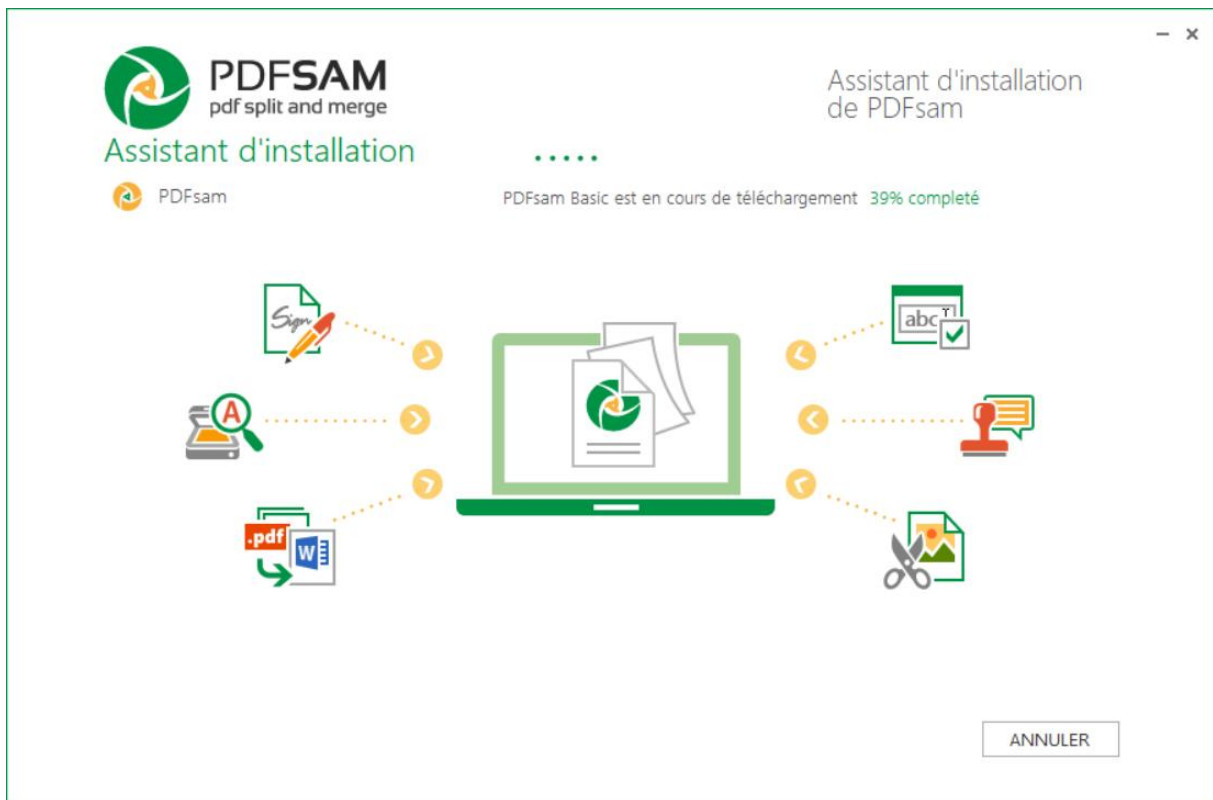 PDFSAM
pdf split and merge
Assistant d'installation
de PDFsam
Assistant d'installation
PDFsam
PDFsam Basic est en cours de téléchargement 39% completé
Sign
abc
A
.pdf
W
ANNULER